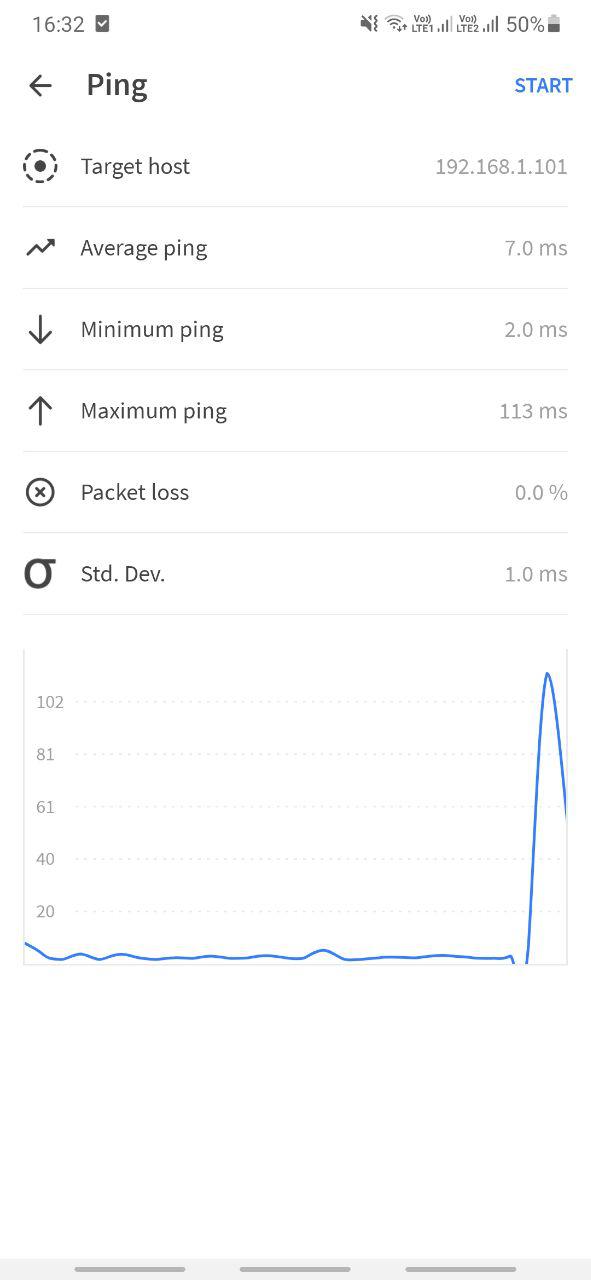 16:32 Vo)) LTE1 Vo)) LTE2 50%
Ping START
Target host 192.168.1.101
Average ping 7.0 ms
Minimum ping 2.0 ms
Maximum ping 113 ms
Packet loss 0.0 %
σ Std. Dev. 1.0 ms
102
81
61
40
20